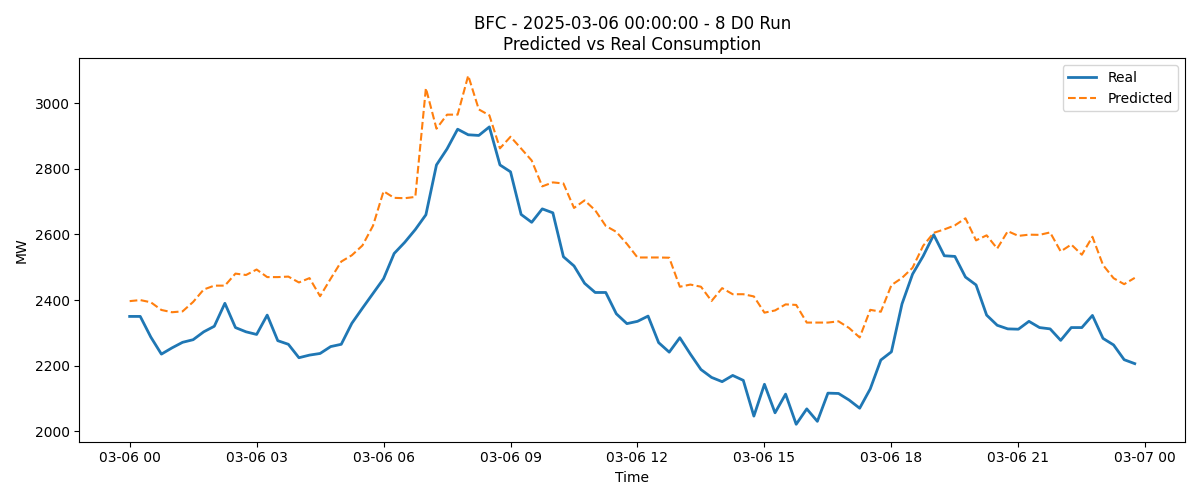 BFC - 2025-03-06 00:00:00 - 8 D0 Run
Predicted vs Real Consumption
Real
Predicted
MW
3000
2800
2600
2400
2200
2000
03-06 00
03-06 03
03-06 06
03-06 09
03-06 12
03-06 15
03-06 18
03-06 21
03-07 00
Time